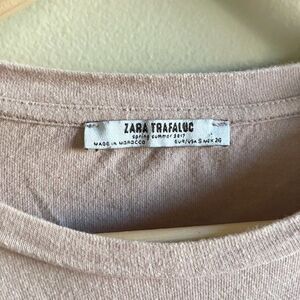 ZARA TRAFALUC
spring summer 2017
MADE IN MOROCCO EUR/USA S MEX 26